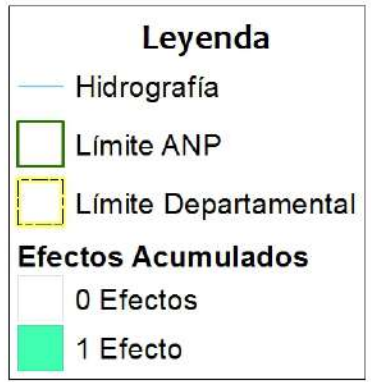 Leyenda
Hidrografía
Límite ANP
Límite Departamental
Efectos Acumulados
0 Efectos
1 Efecto